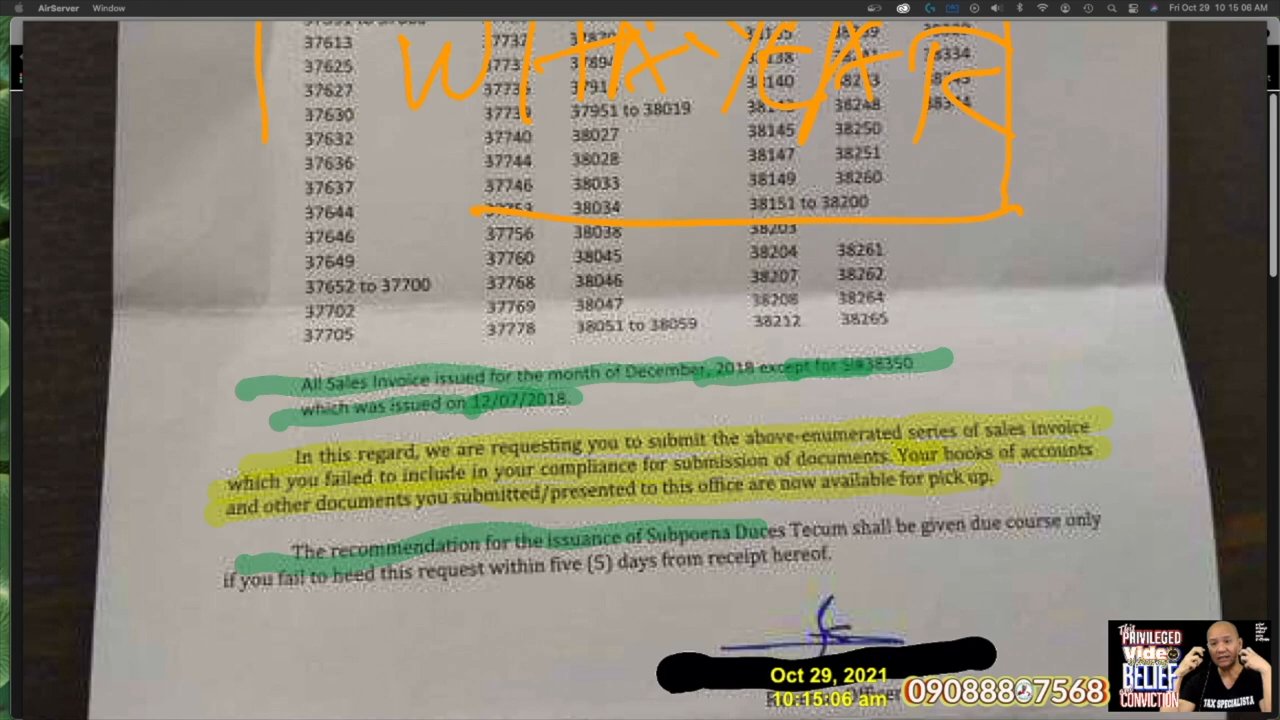 AirServer Window Fri Oct 29 10 15 06 AM
WHAT YEAR
37613 37732
37625
37627
37630 37951 to 38019
37632 37740 38027 38145 38250
37636 37744 38028 38147 38251
37637 37746 38033 38149 38260
37644 38034 38151 to 38200
37646 37756 38038 38203
37649 37760 38045 38204 38261
37652 to 37700 37768 38046 38207 38262
37702 37769 38047 38208 38264
37705 37778 38051 to 38059 38212 38265
38140 38248
All Sales Invoice issued for the month of December, 2018 except for SI#38350
which was issued on 12/07/2018.
In this regard, we are requesting you to submit the above-enumerated series of sales invoice
which you failed to include in your compliance for submission of documents. Your books of accounts
and other documents you submitted/presented to this office are now available for pick up.
The recommendation for the issuance of Subpoena Duces Tecum shall be given due course only
if you fail to heed this request within five (5) days from receipt hereof.
Oct 29, 2021
10:15:06 am
09088807568
This
PRIVILEGED
Video
BELIEF
CONVICTION
TAX SPECIALISTA